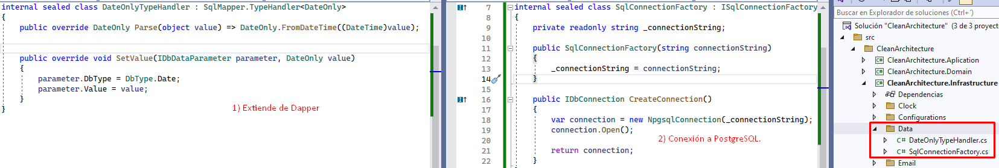 internal sealed class DateOnlyTypeHandler : SqlMapper.TypeHandler<DateOnly>
{
public override DateOnly Parse(object value) => DateOnly.FromDateTime((DateTime)value);
public override void SetValue(IDbDataParameter parameter, DateOnly value)
{
parameter.DbType = DbType.Date;
parameter.Value = value;
}
}
1) Extiende de Dapper
7 internal sealed class SqlConnectionFactory : ISqlConnectionFactory
8 {
9 private readonly string _connectionString;
10
11 public SqlConnectionFactory(string connectionString)
12 {
13 _connectionString = connectionString;
14 }
15
16 public IDbConnection CreateConnection()
17 {
18 var connection = new NpgsqlConnection(_connectionString);
19 connection.Open();
20
21 return connection;
22 }
2) Conexión a PostgreSQL.
Buscar en Explorador de soluciones (Ctrl+´)
Solución "CleanArchitecture" (3 de 3 proyecto
src
CleanArchitecture
C# CleanArchitecture.Aplication
C# CleanArchitecture.Domain
C# CleanArchitecture.Infrastructure
Dependencias
Clock
Configurations
Data
C# DateOnlyTypeHandler.cs
C# SqlConnectionFactory.cs
Email